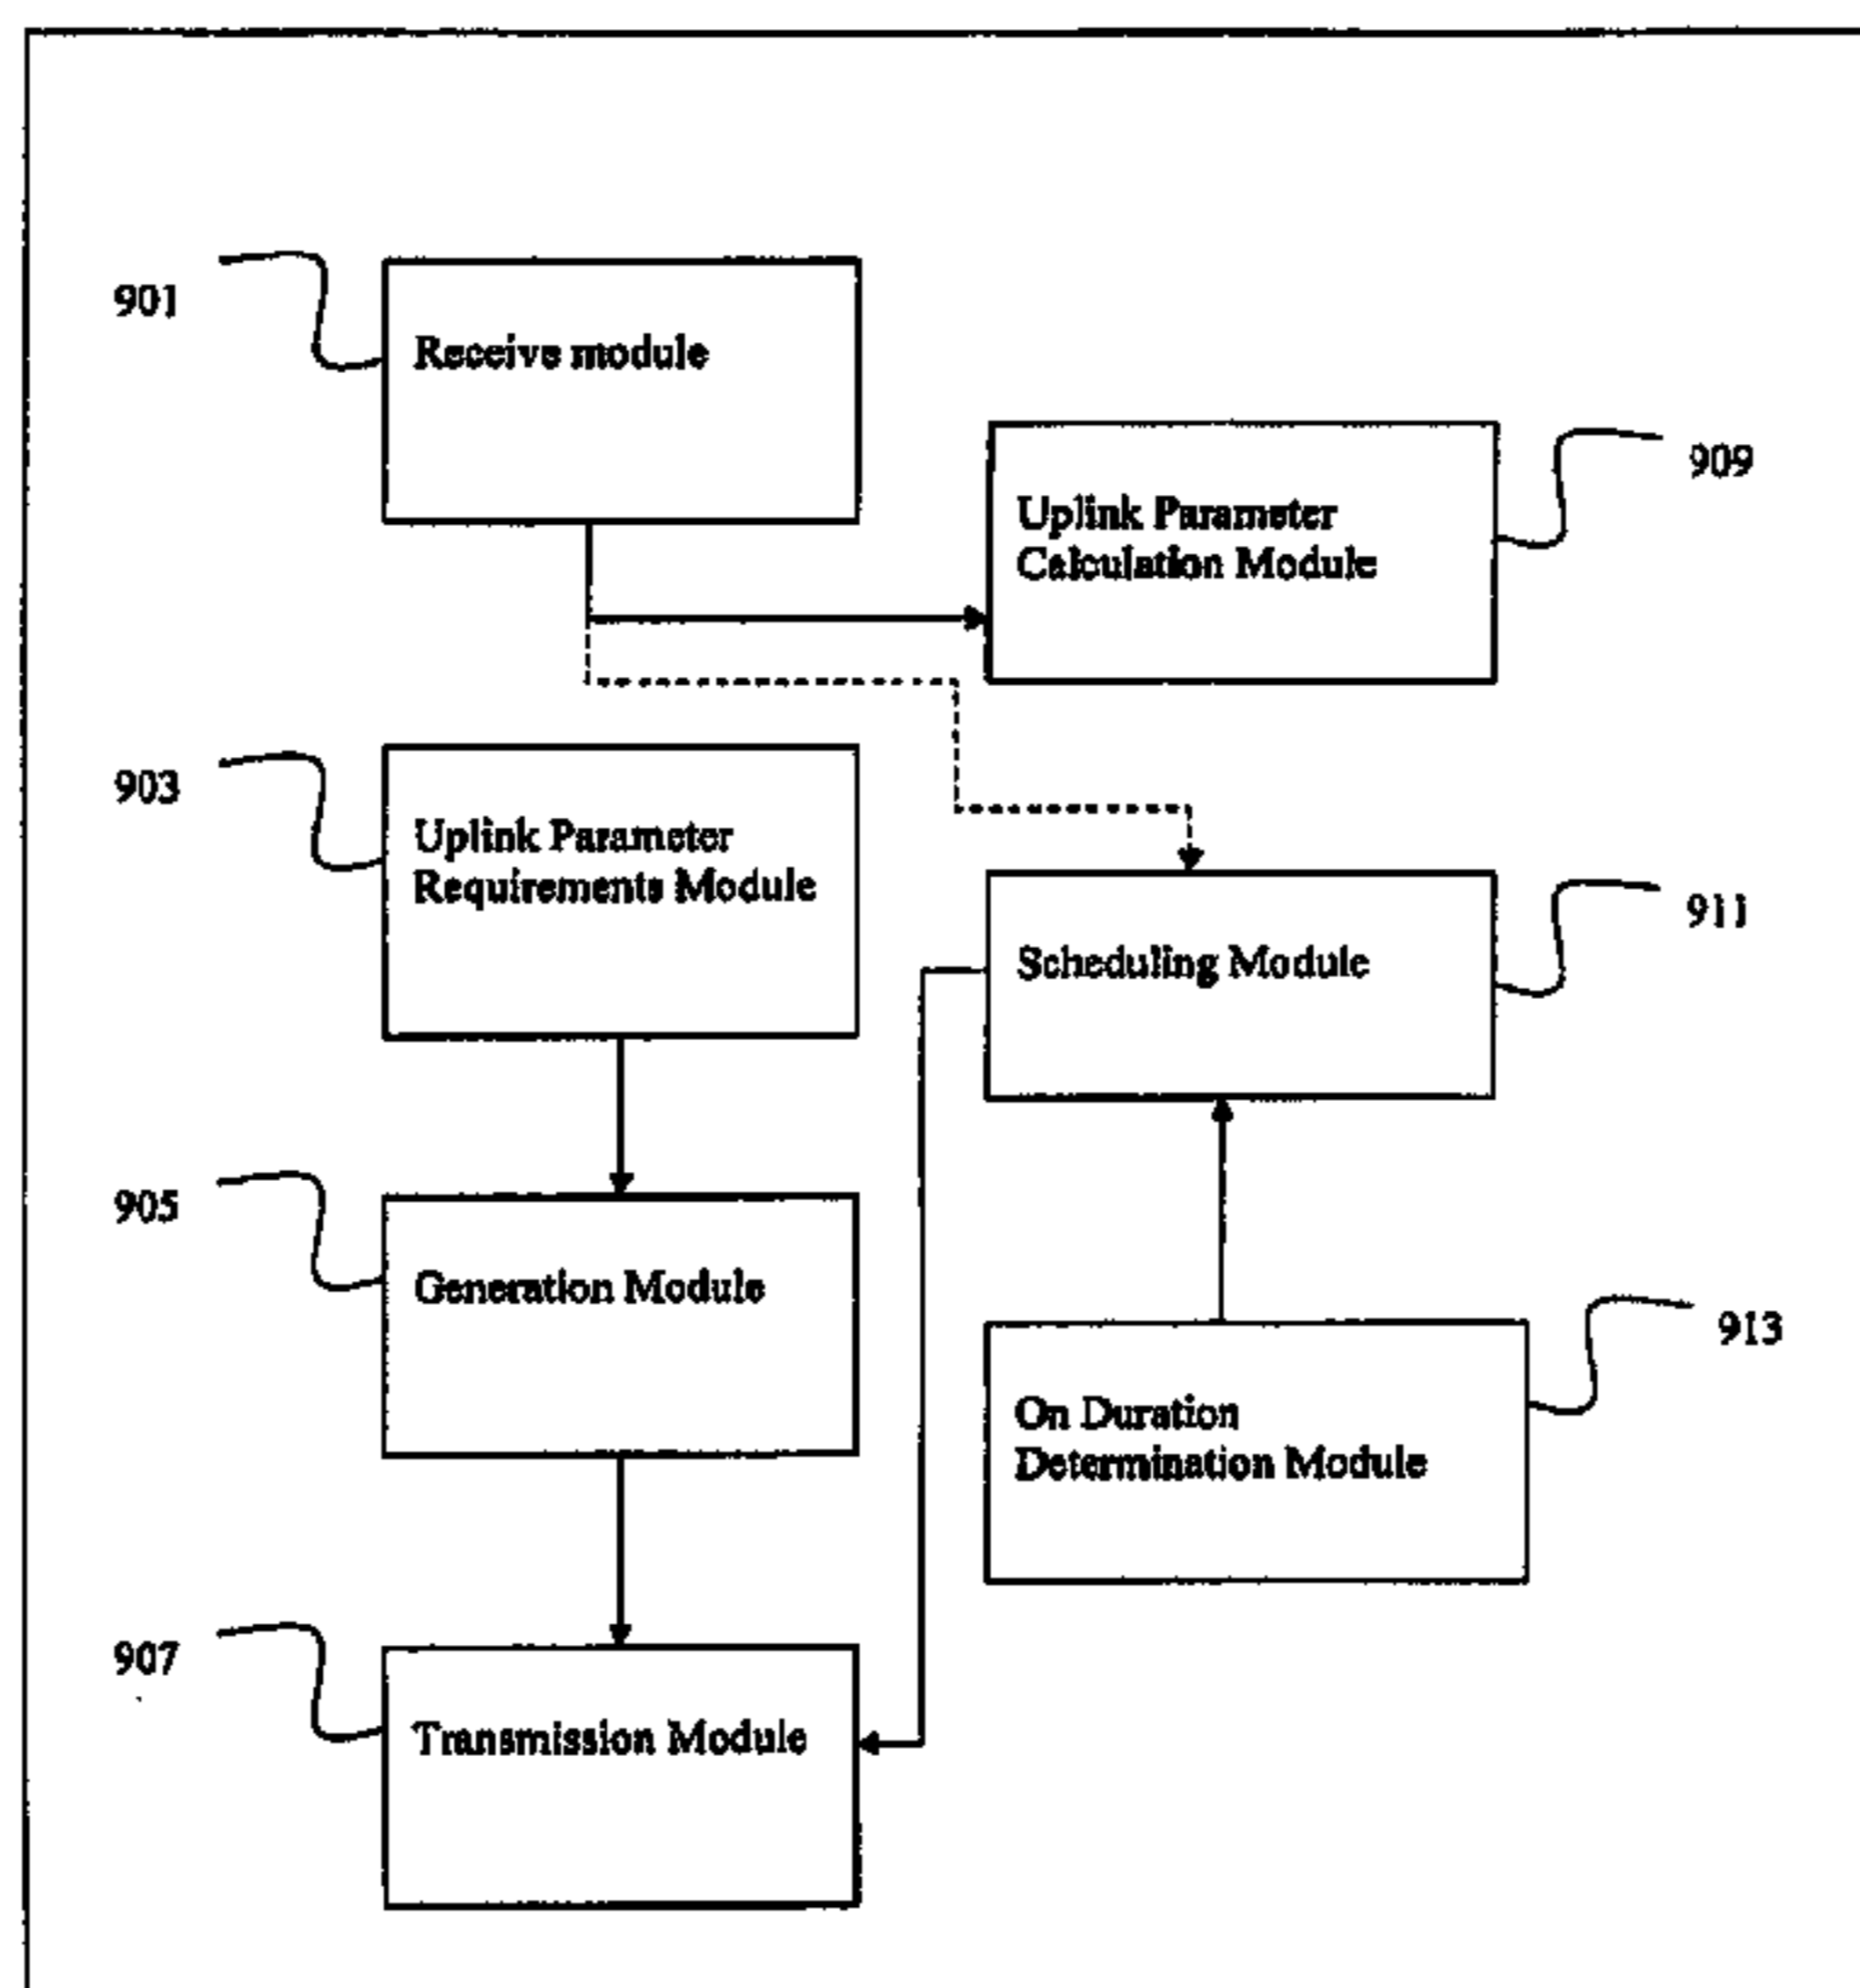 901
Receive module
909
Uplink Parameter
Calculation Module
903
Uplink Parameter
Requirements Module
911
Scheduling Module
905
Generation Module
913
On Duration
Determination Module
907
Transmission Module